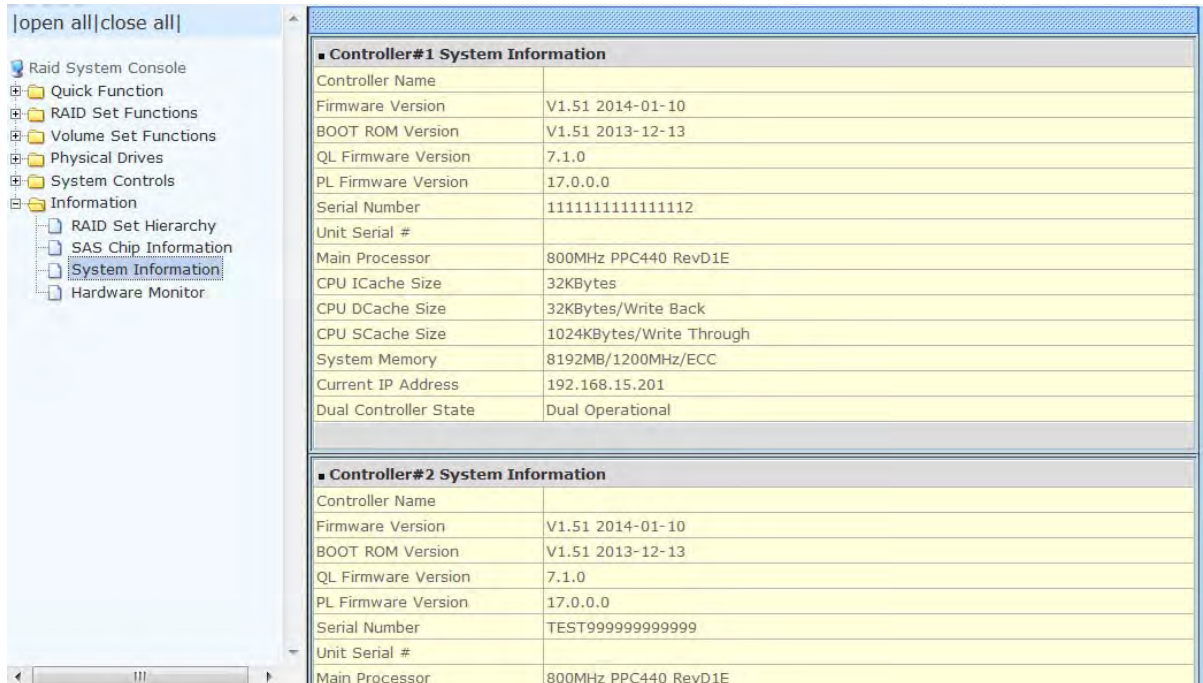 |open all|close all|
Raid System Console
Quick Function
RAID Set Functions
Volume Set Functions
Physical Drives
System Controls
Information
RAID Set Hierarchy
SAS Chip Information
System Information
Hardware Monitor
Controller#1 System Information
Controller Name
Firmware Version V1.51 2014-01-10
BOOT ROM Version V1.51 2013-12-13
QL Firmware Version 7.1.0
PL Firmware Version 17.0.0.0
Serial Number 1111111111111112
Unit Serial #
Main Processor 800MHz PPC440 RevD1E
CPU ICache Size 32KBytes
CPU DCache Size 32KBytes/Write Back
CPU SCache Size 1024KBytes/Write Through
System Memory 8192MB/1200MHz/ECC
Current IP Address 192.168.15.201
Dual Controller State Dual Operational
Controller#2 System Information
Controller Name
Firmware Version V1.51 2014-01-10
BOOT ROM Version V1.51 2013-12-13
QL Firmware Version 7.1.0
PL Firmware Version 17.0.0.0
Serial Number TEST999999999999
Unit Serial #
Main Processor 800MHz PPC440 RevD1E